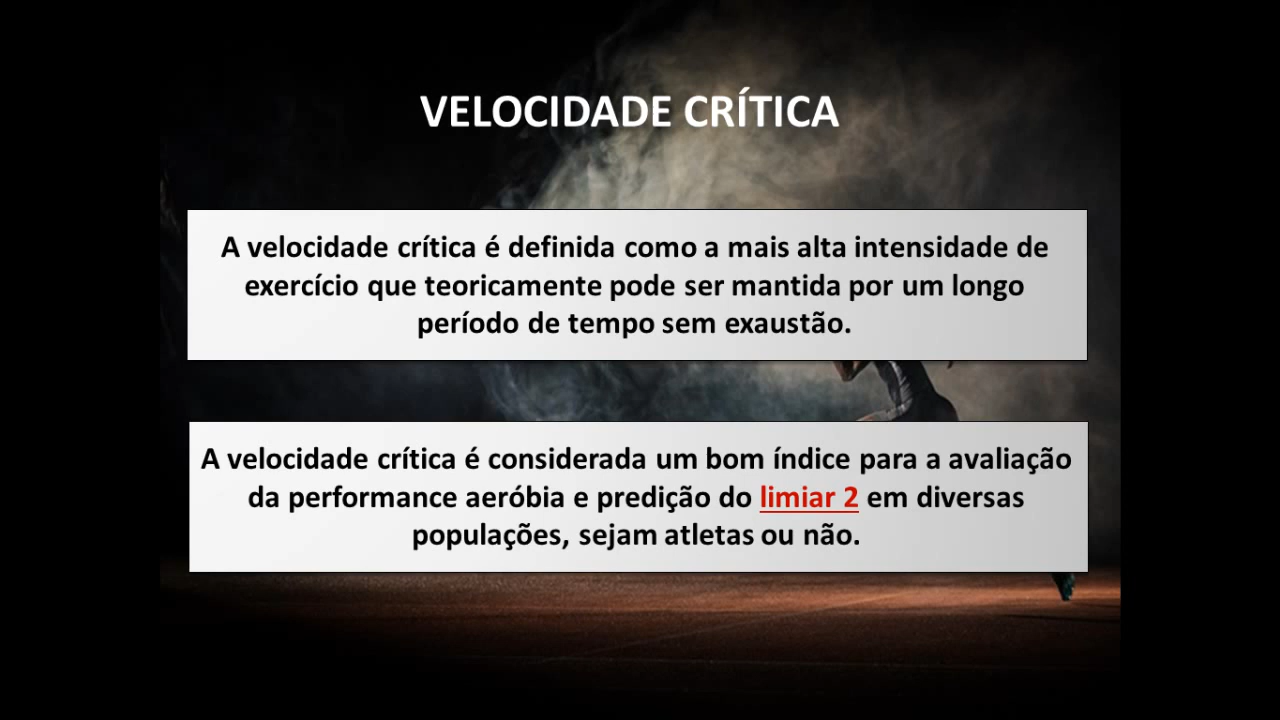 VELOCIDADE CRÍTICA
A velocidade crítica é definida como a mais alta intensidade de
exercício que teoricamente pode ser mantida por um longo
período de tempo sem exaustão.
A velocidade crítica é considerada um bom índice para a avaliação
da performance aeróbia e predição do limiar 2 em diversas
populações, sejam atletas ou não.